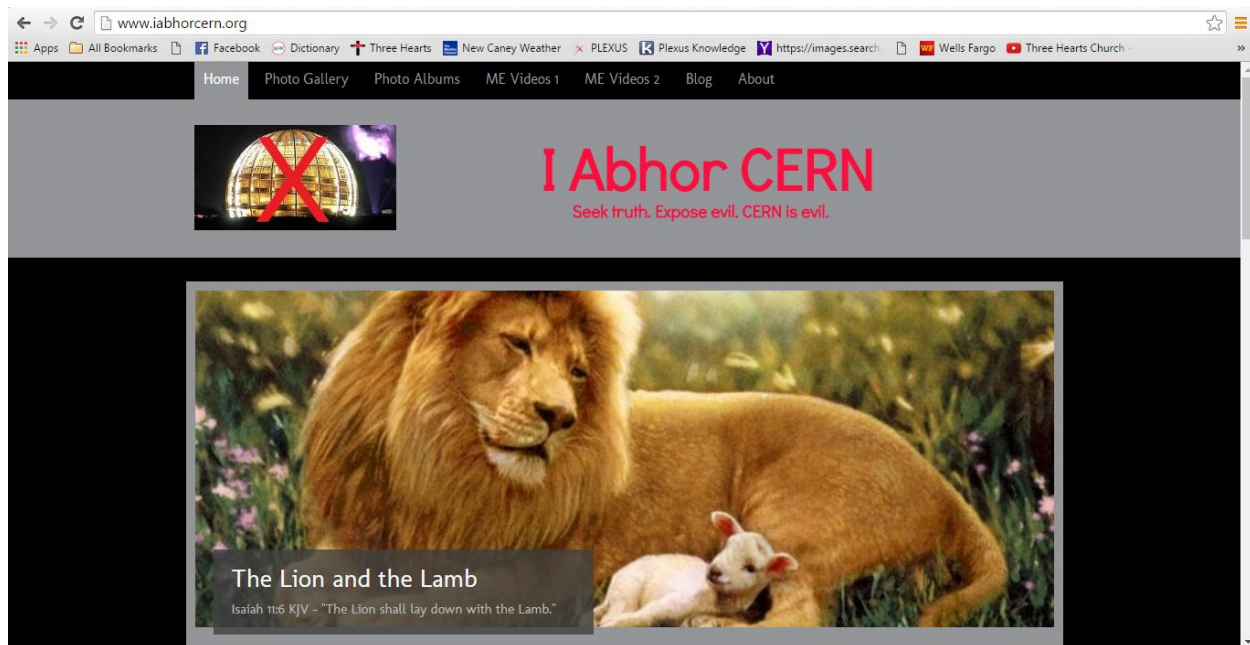 www.iabhorcern.org
Apps All Bookmarks Facebook Dictionary Three Hearts New Caney Weather PLEXUS Plexus Knowledge https://images.search. Wells Fargo Three Hearts Church - »
Home Photo Gallery Photo Albums ME Videos 1 ME Videos 2 Blog About
I Abhor CERN
Seek truth. Expose evil. CERN is evil.
The Lion and the Lamb
Isaiah 11:6 KJV - "The Lion shall lay down with the Lamb."